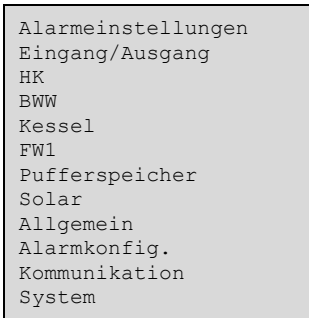 Alarmeinstellungen
Eingang/Ausgang
HK
BWW
Kessel
FW1
Pufferspeicher
Solar
Allgemein
Alarmkonfig.
Kommunikation
System